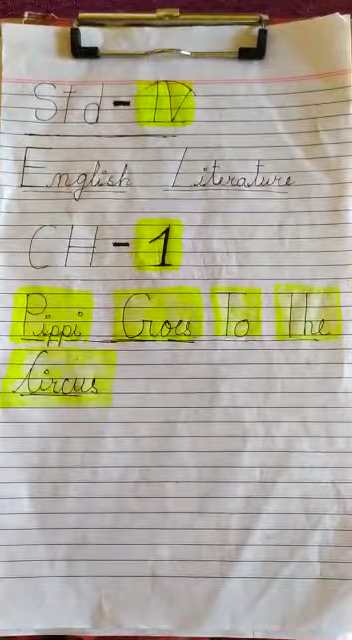 Std - IV
English Literature
CH - 1
Pippi Goes To The
Circus